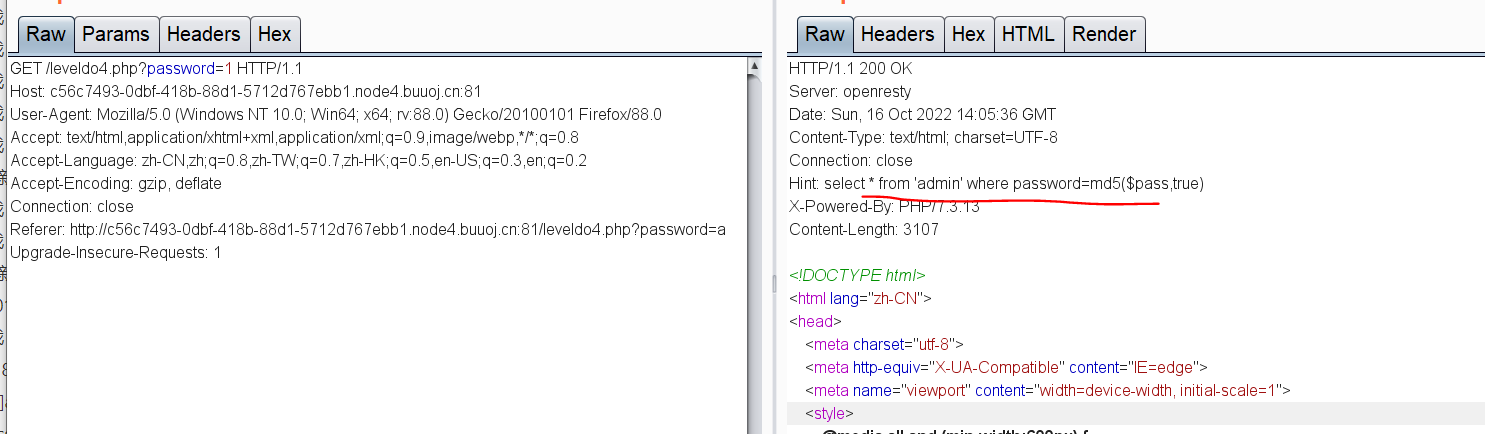 Raw Params Headers Hex
GET /leveldo4.php?password=1 HTTP/1.1
Host: c56c7493-0dbf-418b-88d1-5712d767ebb1.node4.buuoj.cn:81
User-Agent: Mozilla/5.0 (Windows NT 10.0; Win64; x64; rv:88.0) Gecko/20100101 Firefox/88.0
Accept: text/html,application/xhtml+xml,application/xml;q=0.9,image/webp,*/*;q=0.8
Accept-Language: zh-CN,zh;q=0.8,zh-TW;q=0.7,zh-HK;q=0.5,en-US;q=0.3,en;q=0.2
Accept-Encoding: gzip, deflate
Connection: close
Referer: http://c56c7493-0dbf-418b-88d1-5712d767ebb1.node4.buuoj.cn:81/leveldo4.php?password=a
Upgrade-Insecure-Requests: 1
Raw Headers Hex HTML Render
HTTP/1.1 200 OK
Server: openresty
Date: Sun, 16 Oct 2022 14:05:36 GMT
Content-Type: text/html; charset=UTF-8
Connection: close
Hint: select * from 'admin' where password=md5($pass,true)
X-Powered-By: PHP/7.3.13
Content-Length: 3107
<!DOCTYPE html>
<html lang="zh-CN">
<head>
<meta charset="utf-8">
<meta http-equiv="X-UA-Compatible" content="IE=edge">
<meta name="viewport" content="width=device-width, initial-scale=1">
<style>